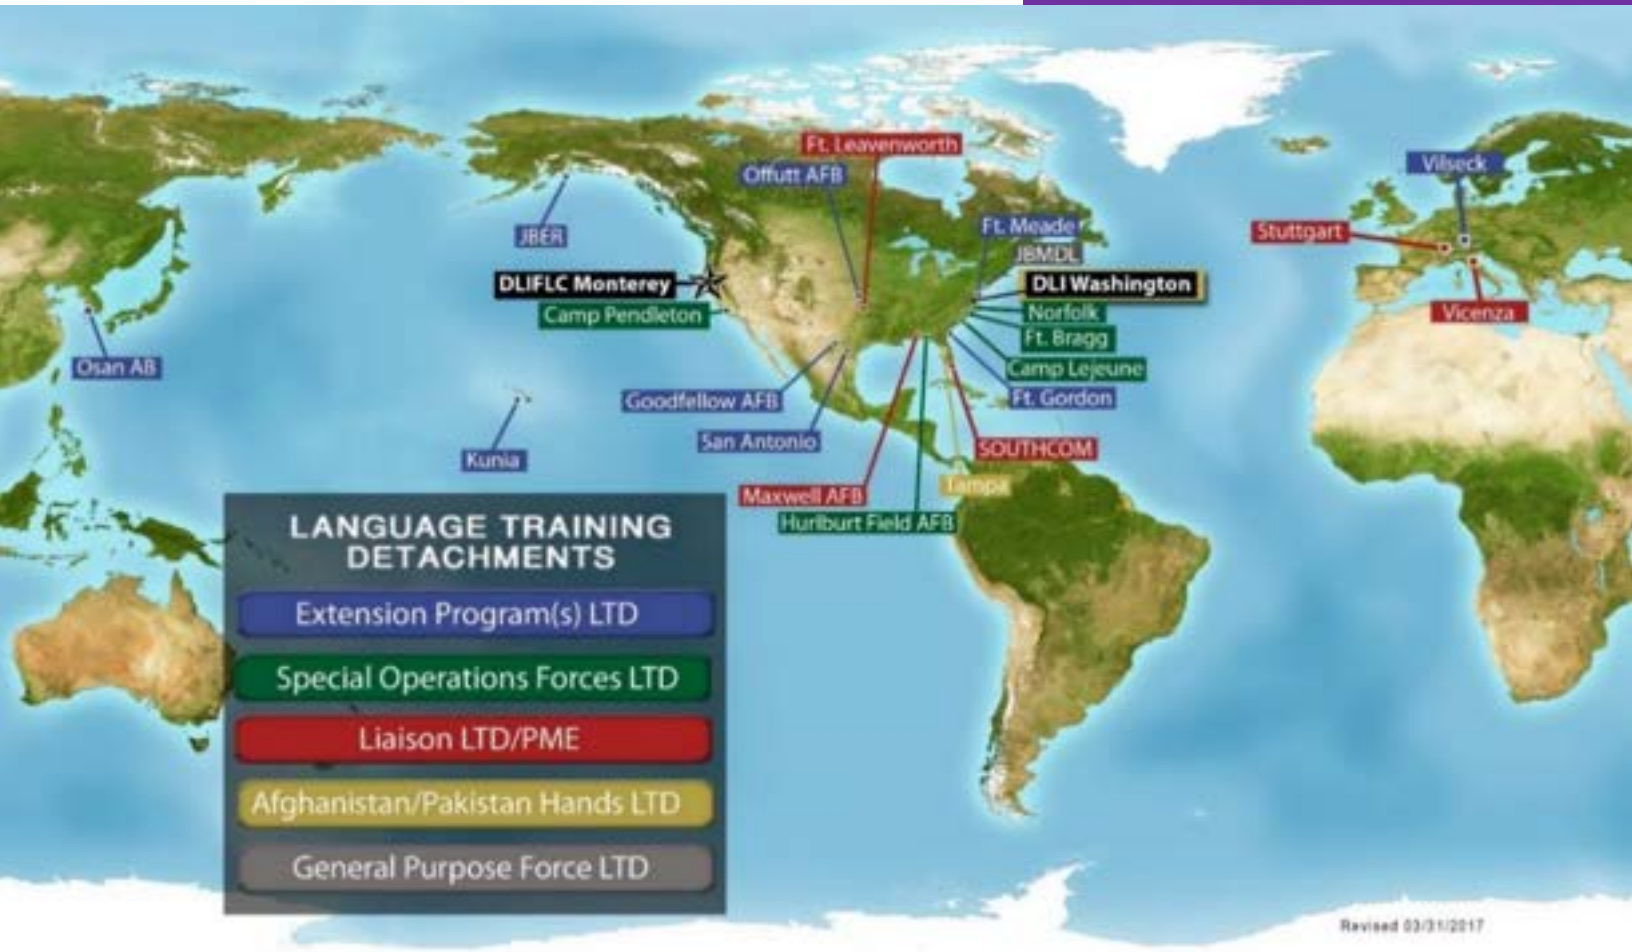 Ft. Leavenworth
Vilseck
Offutt AFB
Ft. Meade
Stuttgart
JBER
JBMDL
DLIFLC Monterey
DLI Washington
Camp Pendleton
Norfolk
Vicenza
Ft. Bragg
Osan AB
Camp Lejeune
Goodfellow AFB
Ft. Gordon
San Antonio
SOUTHCOM
Kunia
Tampa
Maxwell AFB
Hurlburt Field AFB
LANGUAGE TRAINING
DETACHMENTS
Extension Program(s) LTD
Special Operations Forces LTD
Liaison LTD/PME
Afghanistan/Pakistan Hands LTD
General Purpose Force LTD
Revised 03/31/2017